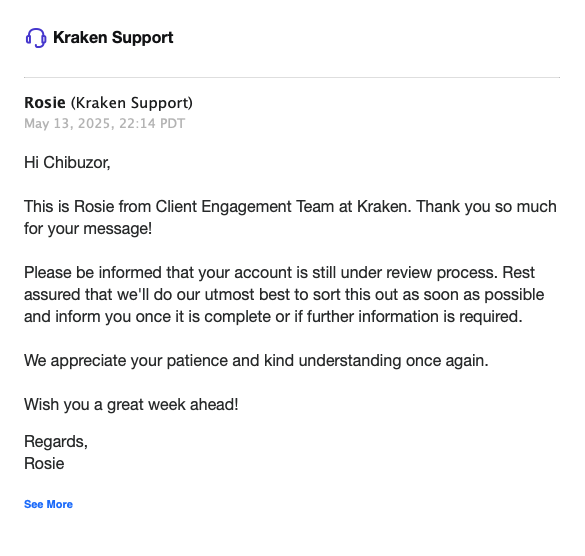 Kraken Support
Rosie (Kraken Support)
May 13, 2025, 22:14 PDT
Hi Chibuzor,
This is Rosie from Client Engagement Team at Kraken. Thank you so much
for your message!
Please be informed that your account is still under review process. Rest
assured that we'll do our utmost best to sort this out as soon as possible
and inform you once it is complete or if further information is required.
We appreciate your patience and kind understanding once again.
Wish you a great week ahead!
Regards,
Rosie
See More